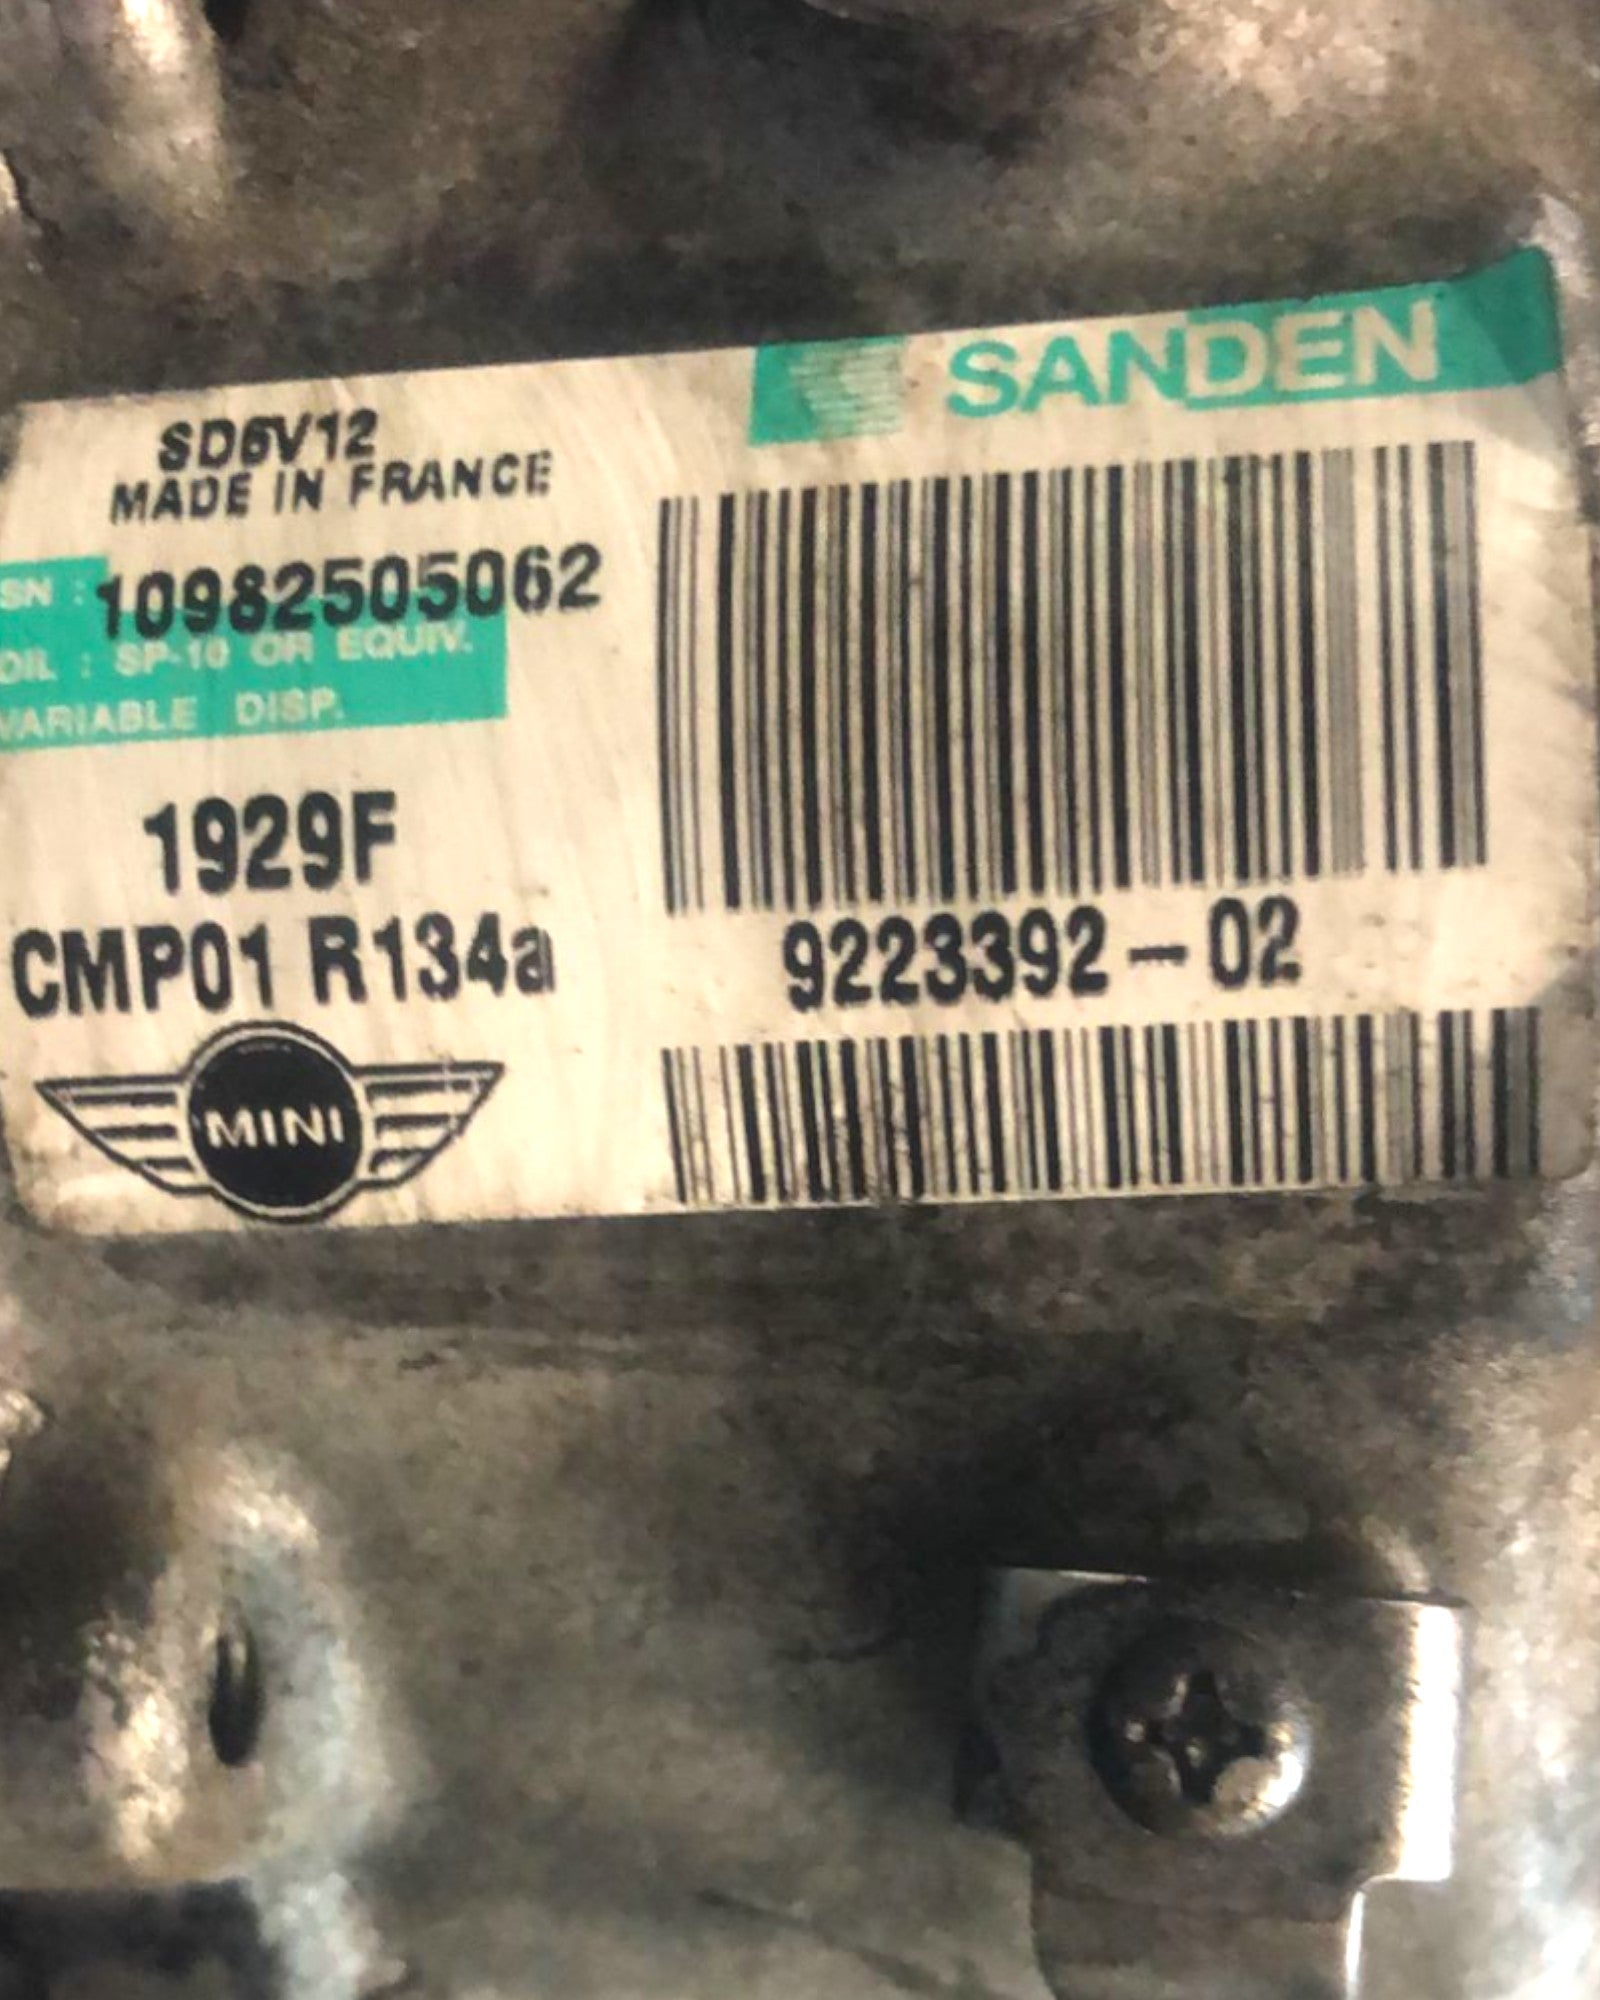 SANDEN
SD6V12
MADE IN FRANCE
SN : 10982505062
OIL : SP-10 OR EQUIV.
VARIABLE DISP.
1929F
CMP01 R134a
9223392-02
MINI